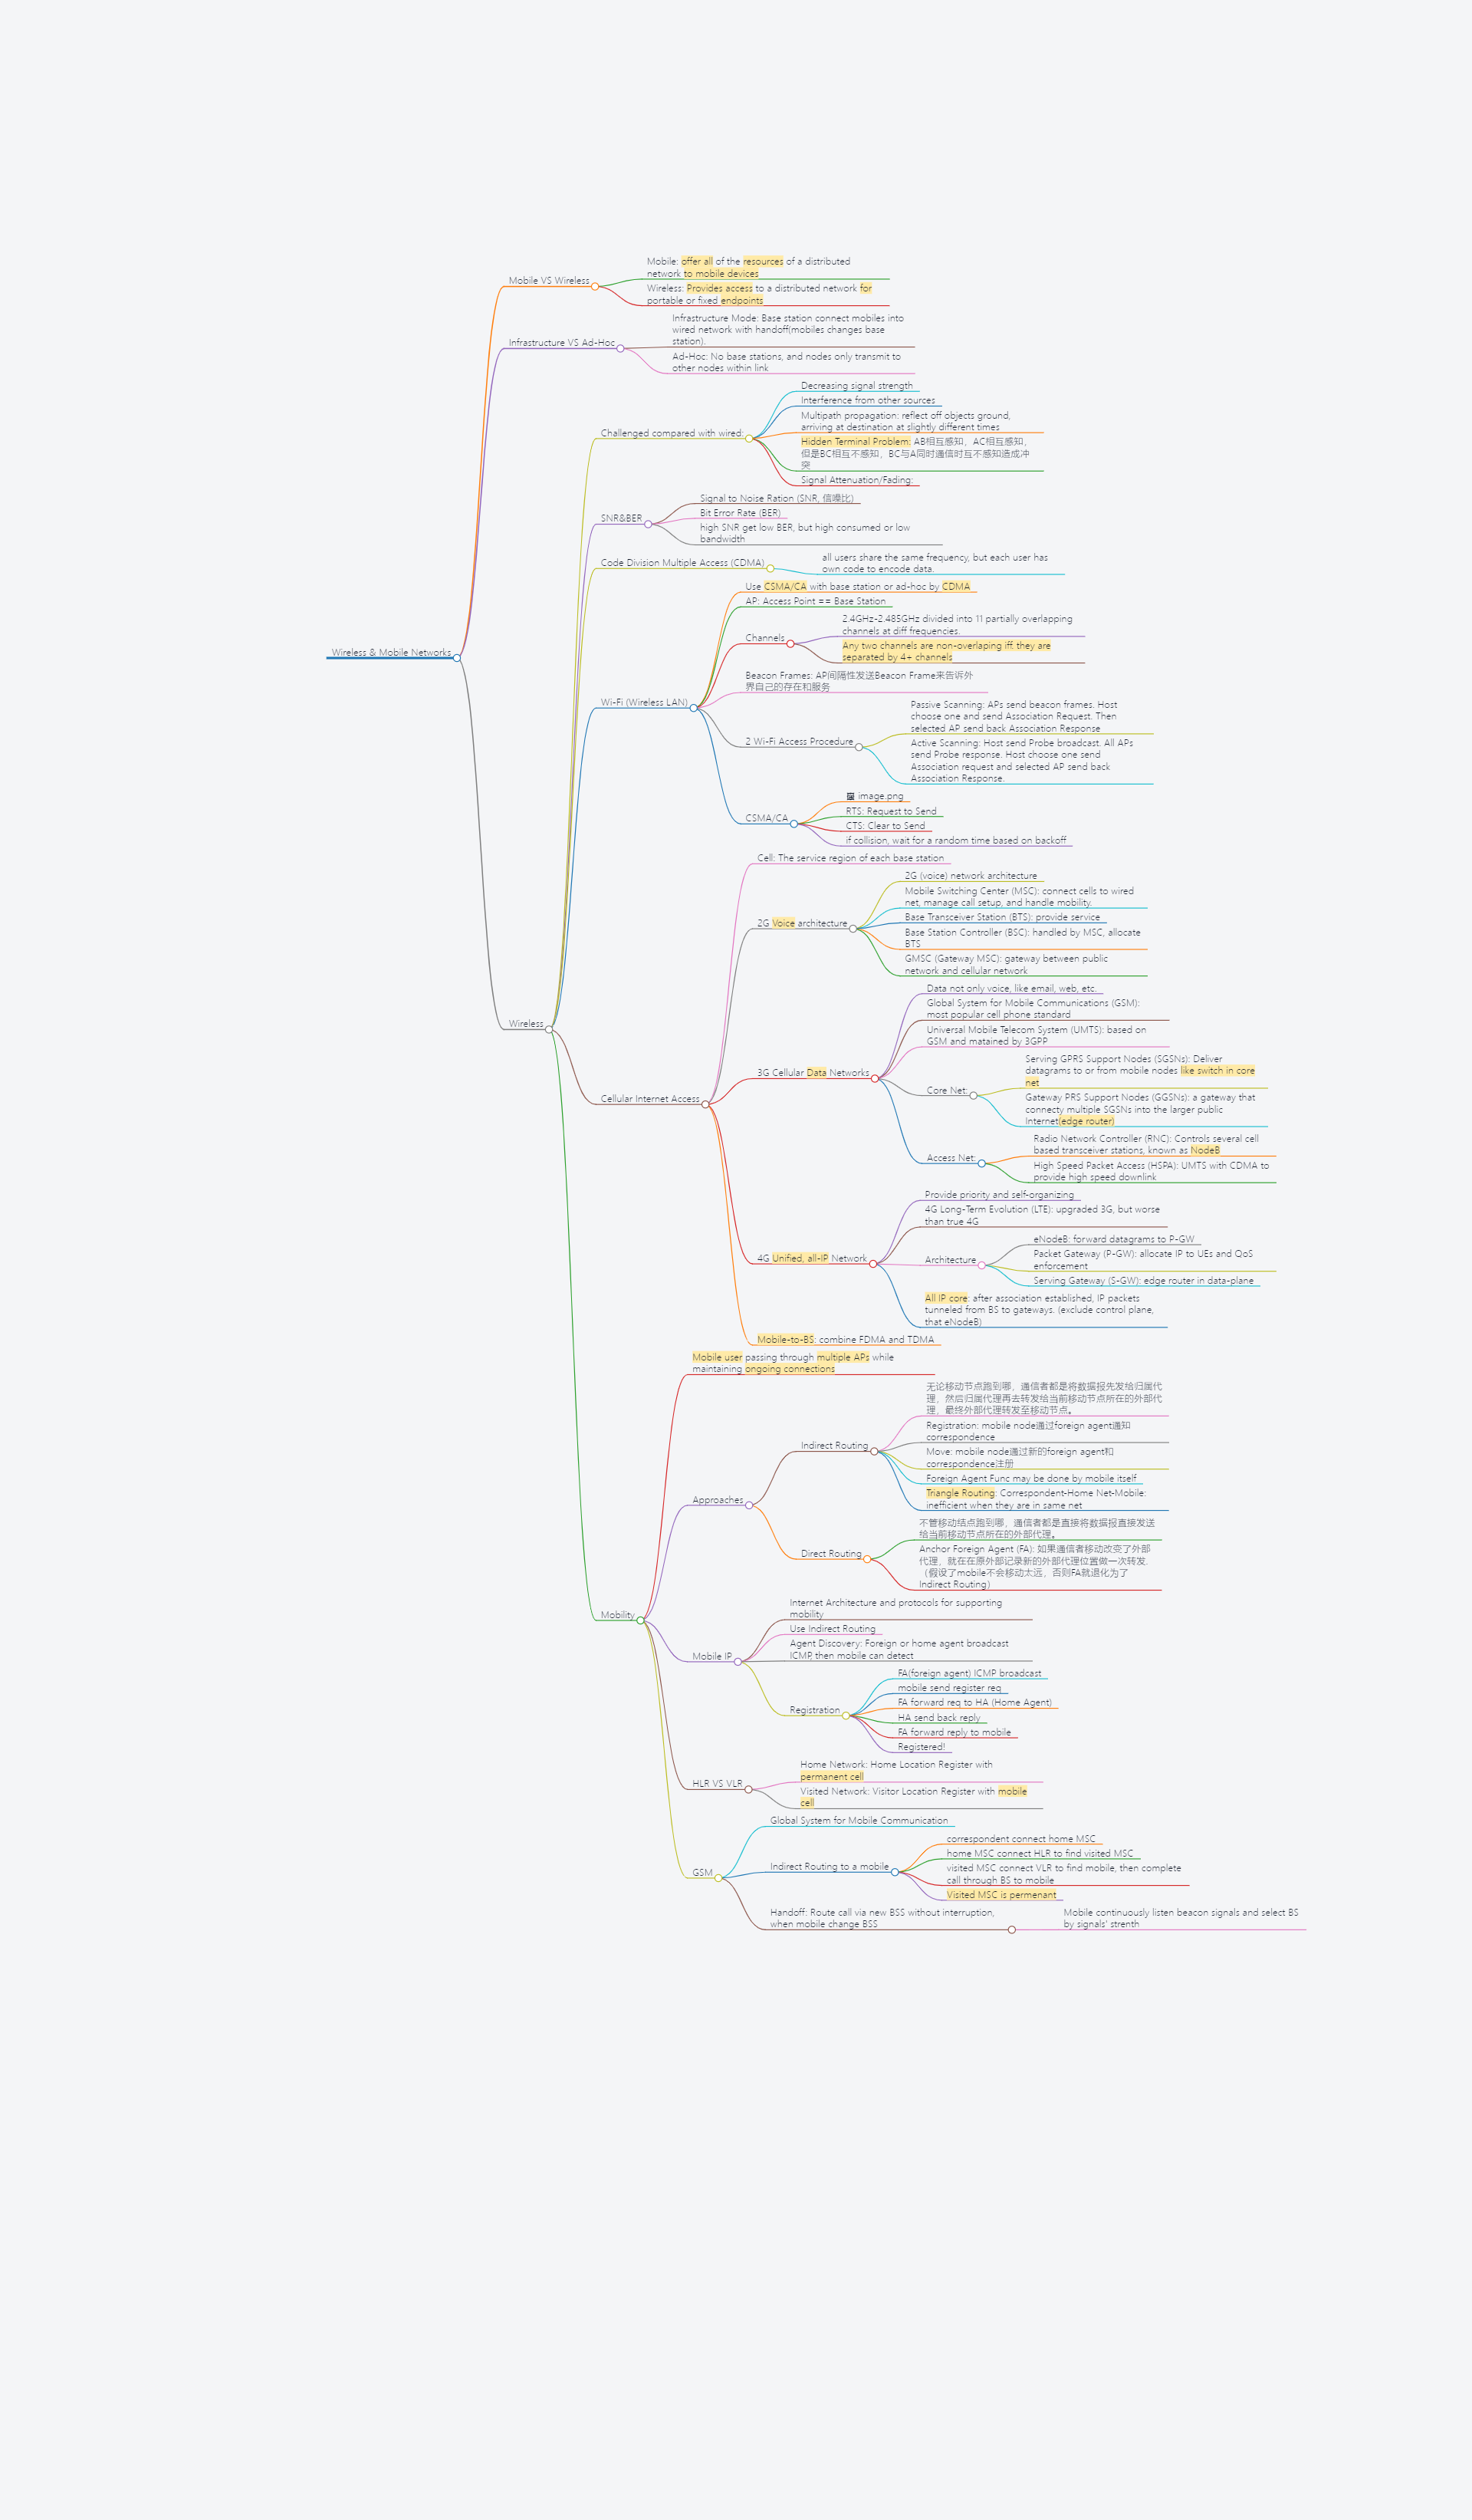 Wireless & Mobile Networks
Mobile VS Wireless
Mobile: offer all of the resources of a distributed
network to mobile devices
Wireless: Provides access to a distributed network for
portable or fixed endpoints
Infrastructure VS Ad-Hoc
Infrastructure Mode: Base station connect mobiles into
wired network with handoff(mobiles changes base
station).
Ad-Hoc: No base stations, and nodes only transmit to
other nodes within link
Wireless
Challenged compared with wired:
Decreasing signal strength
Interference from other sources
Multipath propagation: reflect off objects ground,
arriving at destination at slightly different times
Hidden Terminal Problem: AB相互感知，AC相互感知，
但是BC相互不感知，BC与A同时通信时互不感知造成冲
突
Signal Attenuation/Fading:
SNR&BER
Signal to Noise Ration (SNR, 信噪比)
Bit Error Rate (BER)
high SNR get low BER, but high consumed or low
bandwidth
Code Division Multiple Access (CDMA)
all users share the same frequency, but each user has
own code to encode data.
Wi-Fi (Wireless LAN)
Use CSMA/CA with base station or ad-hoc by CDMA
AP: Access Point == Base Station
Channels
2.4GHz-2.485GHz divided into 11 partially overlapping
channels at diff frequencies.
Any two channels are non-overlaping iff. they are
separated by 4+ channels
Beacon Frames: AP间隔性发送Beacon Frame来告诉外
界自己的存在和服务
2 Wi-Fi Access Procedure
Passive Scanning: APs send beacon frames. Host
choose one and send Association Request. Then
selected AP send back Association Response
Active Scanning: Host send Probe broadcast. All APs
send Probe response. Host choose one send
Association request and selected AP send back
Association Response.
CSMA/CA
image.png
RTS: Request to Send
CTS: Clear to Send
if collision, wait for a random time based on backoff
Cellular Internet Access
Cell: The service region of each base station
2G Voice architecture
2G (voice) network architecture
Mobile Switching Center (MSC): connect cells to wired
net, manage call setup, and handle mobility.
Base Transceiver Station (BTS): provide service
Base Station Controller (BSC): handled by MSC, allocate
BTS
GMSC (Gateway MSC): gateway between public
network and cellular network
3G Cellular Data Networks
Data not only voice, like email, web, etc.
Global System for Mobile Communications (GSM):
most popular cell phone standard
Universal Mobile Telecom System (UMTS): based on
GSM and matained by 3GPP
Core Net:
Serving GPRS Support Nodes (SGSNs): Deliver
datagrams to or from mobile nodes like switch in core
net
Gateway PRS Support Nodes (GGSNs): a gateway that
connecty multiple SGSNs into the larger public
Internet(edge router)
Access Net:
Radio Network Controller (RNC): Controls several cell
based transceiver stations, known as NodeB
High Speed Packet Access (HSPA): UMTS with CDMA to
provide high speed downlink
4G Unified, all-IP Network
Provide priority and self-organizing
4G Long-Term Evolution (LTE): upgraded 3G, but worse
than true 4G
Architecture
eNodeB: forward datagrams to P-GW
Packet Gateway (P-GW): allocate IP to UEs and QoS
enforcement
Serving Gateway (S-GW): edge router in data-plane
All IP core: after association established, IP packets
tunneled from BS to gateways. (exclude control plane,
that eNodeB)
Mobile-to-BS: combine FDMA and TDMA
Mobility
Mobile user passing through multiple APs while
maintaining ongoing connections
Approaches
Indirect Routing
无论移动节点跑到哪，通信者都是将数据报先发给归属代
理，然后归属代理再去转发给当前移动节点所在的外部代
理，最终外部代理转发至移动节点。
Registration: mobile node通过foreign agent通知
correspondence
Move: mobile node通过新的foreign agent和
correspondence注册
Foreign Agent Func may be done by mobile itself
Triangle Routing: Correspondent-Home Net-Mobile:
inefficient when they are in same net
Direct Routing
不管移动结点跑到哪，通信者都是直接将数据报直接发送
给当前移动节点所在的外部代理。
Anchor Foreign Agent (FA): 如果通信者移动改变了外部
代理，就在在原外部记录新的外部代理位置做一次转发.
（假设了mobile不会移动太远，否则FA就退化为了
Indirect Routing）
Mobile IP
Internet Architecture and protocols for supporting
mobility
Use Indirect Routing
Agent Discovery: Foreign or home agent broadcast
ICMP, then mobile can detect
Registration
FA(foreign agent) ICMP broadcast
mobile send register req
FA forward req to HA (Home Agent)
HA send back reply
FA forward reply to mobile
Registered!
HLR VS VLR
Home Network: Home Location Register with
permanent cell
Visited Network: Visitor Location Register with mobile
cell
GSM
Global System for Mobile Communication
Indirect Routing to a mobile
correspondent connect home MSC
home MSC connect HLR to find visited MSC
visited MSC connect VLR to find mobile, then complete
call through BS to mobile
Visited MSC is permenant
Handoff: Route call via new BSS without interruption,
when mobile change BSS
Mobile continuously listen beacon signals and select BS
by signals' strenth